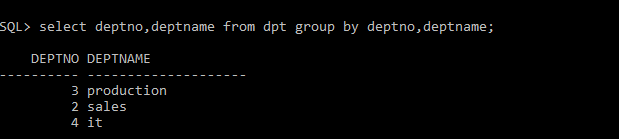 SQL> select deptno,deptname from dpt group by deptno,deptname;
    DEPTNO DEPTNAME
---------- -------------------
         3 production
         2 sales
         4 it